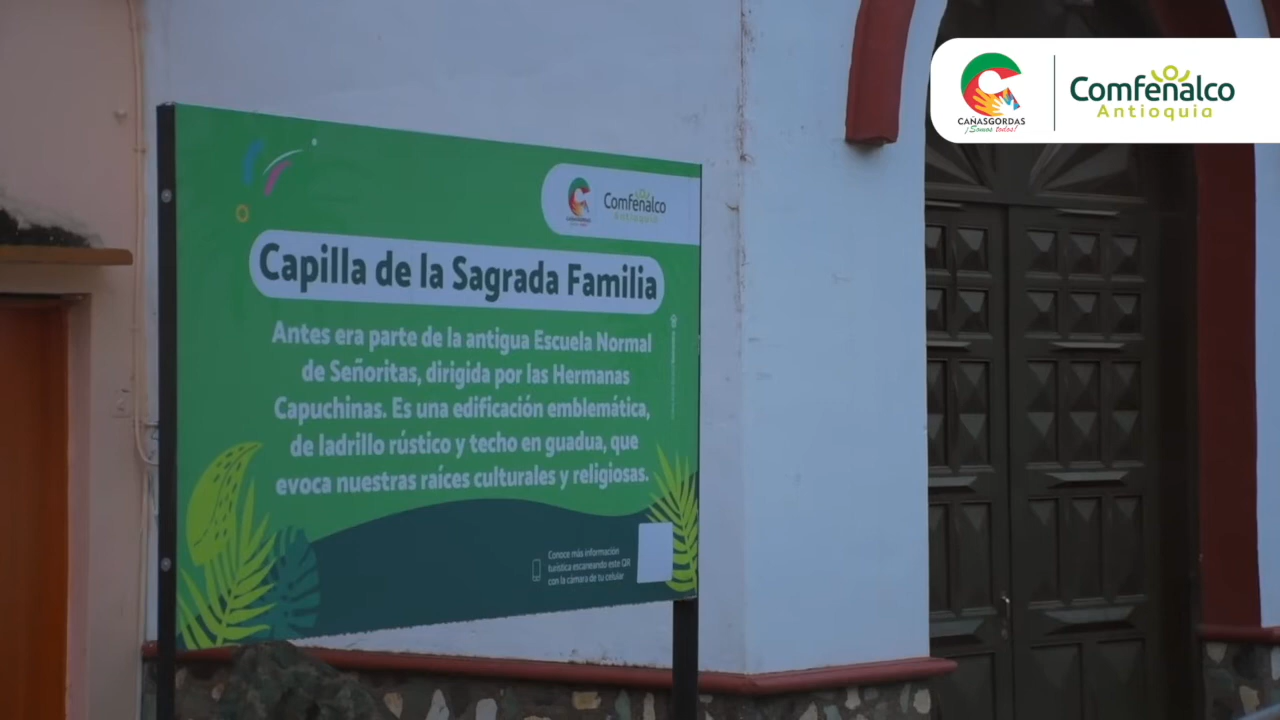 CAÑASGORDAS
¡Somos todos!
Comfenalco
Antioquia
CAÑASGORDAS
Comfenalco
Antioquia
Capilla de la Sagrada Familia
Antes era parte de la antigua Escuela Normal
de Señoritas, dirigida por las Hermanas
Capuchinas. Es una edificación emblemática,
de ladrillo rústico y techo en guadua, que
evoca nuestras raíces culturales y religiosas.
Conoce más información
turística escaneando este QR
con la cámara de tu celular